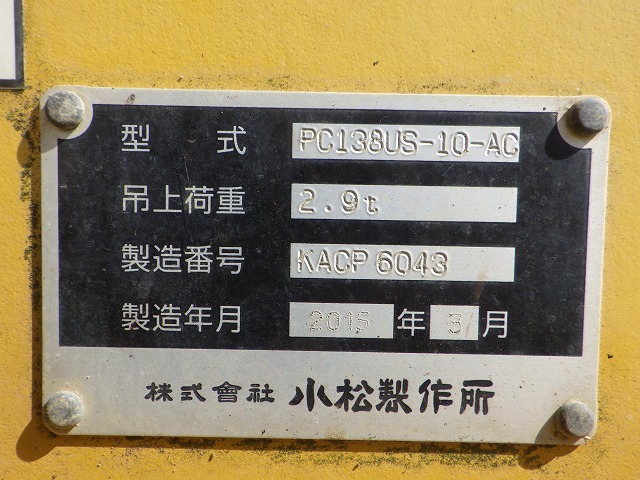 型 式 PC138US-10-AC
吊上荷重 2.9t
製造番号 KACP 6043
製造年月 2015 年 月
株式會社 小松製作所